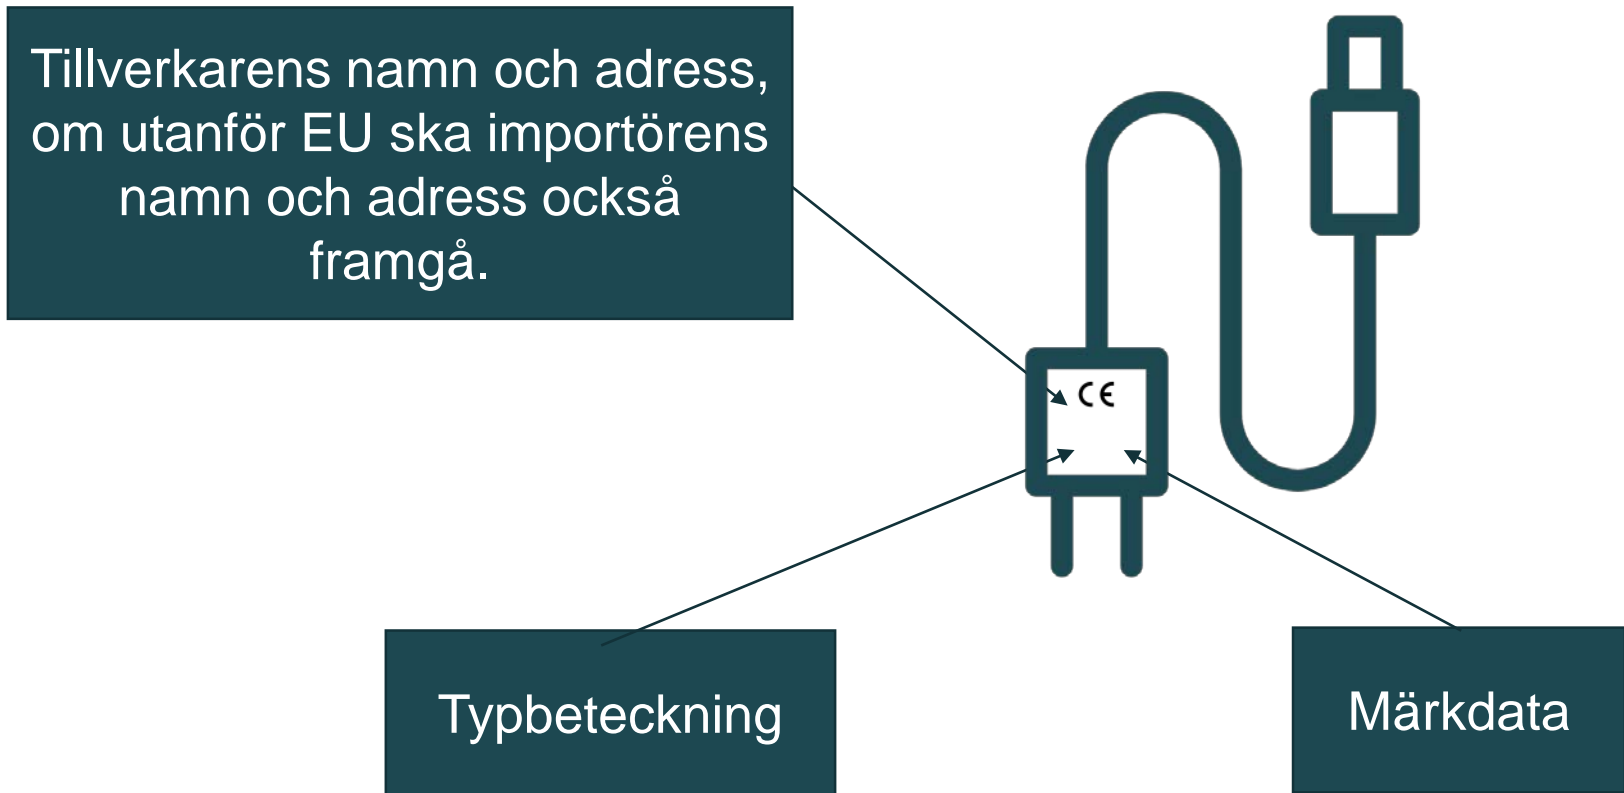 Tillverkarens namn och adress,
om utanför EU ska importörens
namn och adress också
framgå.
CE
Typbeteckning
Märkdata